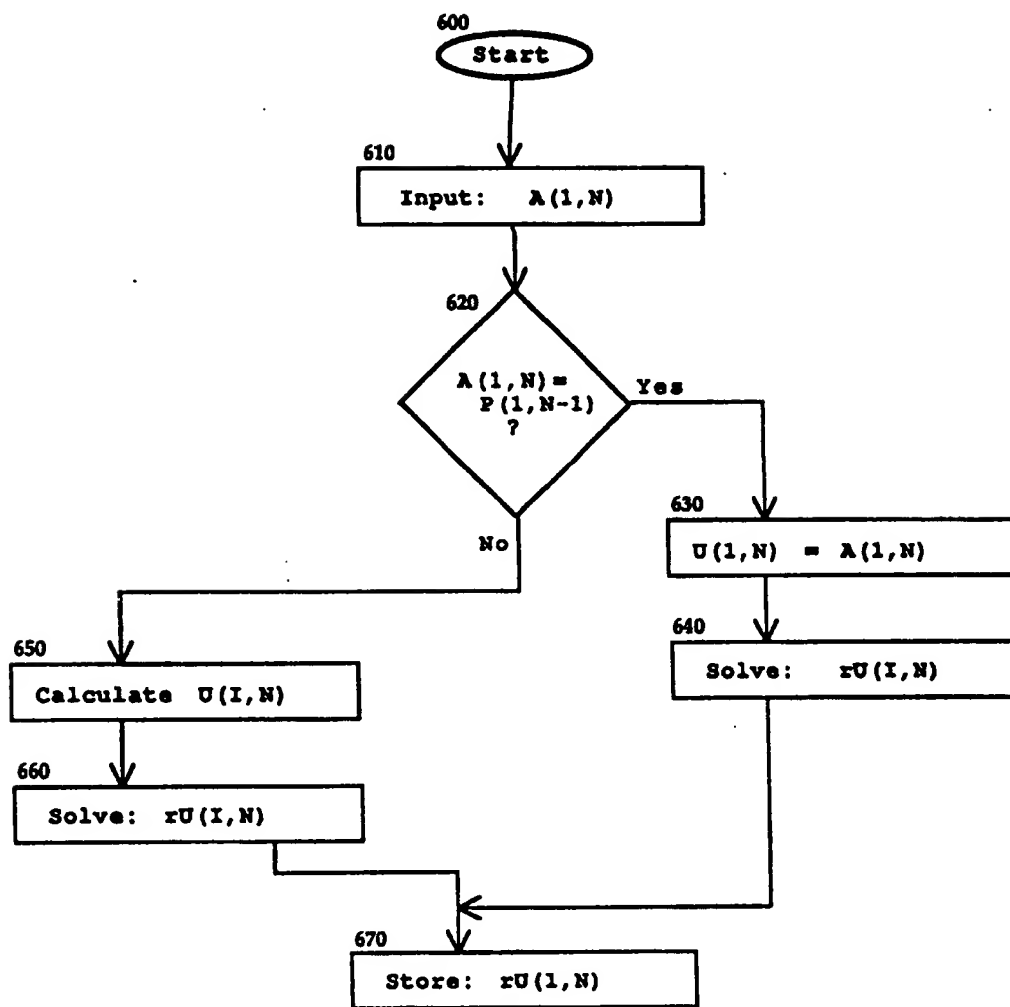 600
Start
610
Input: A(1,N)
620
A(1,N)=
P(1,N-1)
?
Yes
No
630
U(1,N) = A(1,N)
640
Solve: rU(I,N)
650
Calculate U(I,N)
660
Solve: rU(I,N)
670
Store: rU(1,N)